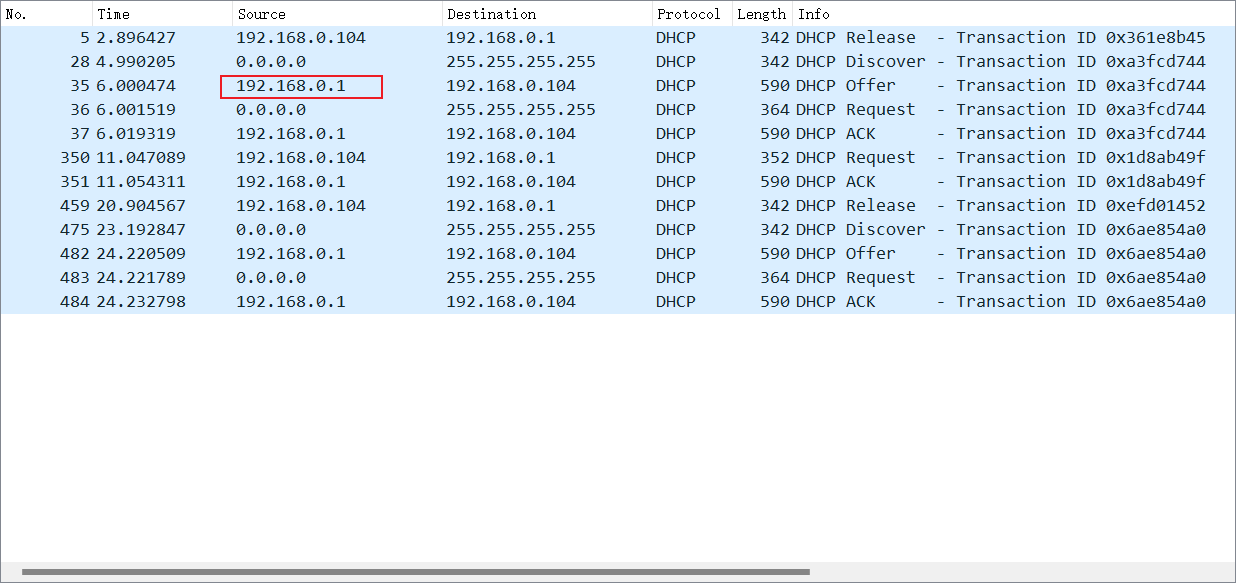 No. Time Source Destination Protocol Length Info
5 2.896427 192.168.0.104 192.168.0.1 DHCP 342 DHCP Release - Transaction ID 0x361e8b45
28 4.990205 0.0.0.0 255.255.255.255 DHCP 342 DHCP Discover - Transaction ID 0xa3fcd744
35 6.000474 192.168.0.1 192.168.0.104 DHCP 590 DHCP Offer - Transaction ID 0xa3fcd744
36 6.001519 0.0.0.0 255.255.255.255 DHCP 364 DHCP Request - Transaction ID 0xa3fcd744
37 6.019319 192.168.0.1 192.168.0.104 DHCP 590 DHCP ACK - Transaction ID 0xa3fcd744
350 11.047089 192.168.0.104 192.168.0.1 DHCP 352 DHCP Request - Transaction ID 0x1d8ab49f
351 11.054311 192.168.0.1 192.168.0.104 DHCP 590 DHCP ACK - Transaction ID 0x1d8ab49f
459 20.904567 192.168.0.104 192.168.0.1 DHCP 342 DHCP Release - Transaction ID 0xefd01452
475 23.192847 0.0.0.0 255.255.255.255 DHCP 342 DHCP Discover - Transaction ID 0x6ae854a0
482 24.220509 192.168.0.1 192.168.0.104 DHCP 590 DHCP Offer - Transaction ID 0x6ae854a0
483 24.221789 0.0.0.0 255.255.255.255 DHCP 364 DHCP Request - Transaction ID 0x6ae854a0
484 24.232798 192.168.0.1 192.168.0.104 DHCP 590 DHCP ACK - Transaction ID 0x6ae854a0